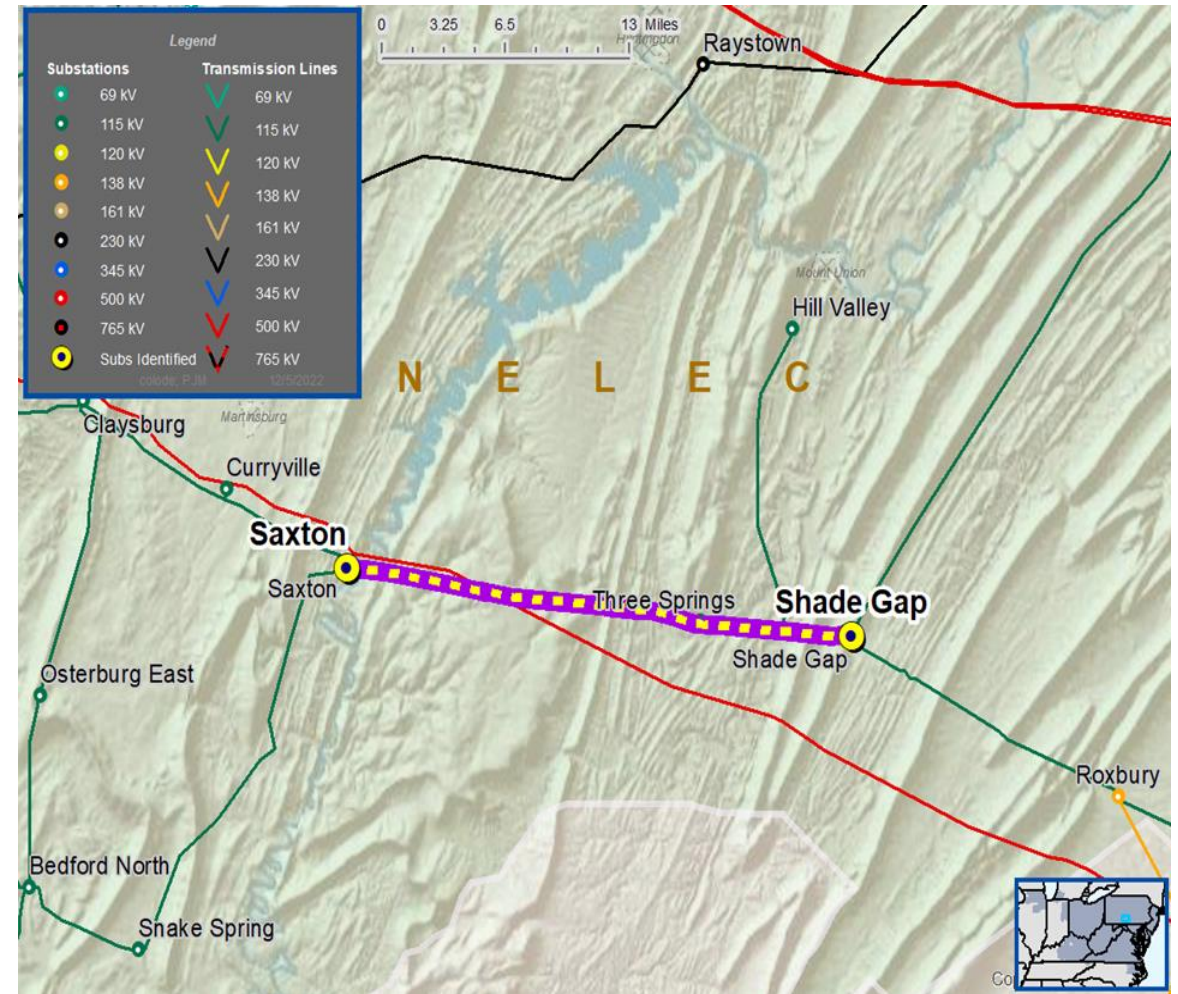 Legend
Substations
Transmission Lines
69 kV
69 kV
115 kV
115 kV
120 kV
120 kV
138 kV
138 kV
161 kV
161 kV
230 kV
230 kV
345 kV
345 kV
500 kV
500 kV
765 kV
765 kV
Subs Identified
colode, PJM 12/5/2022
0 3.25 6.5 13 Miles
Huntingdon
Raystown
Mount Union
Hill Valley
N E L E C
Claysburg
Martinsburg
Curryville
Saxton
Saxton
Three Springs
Shade Gap
Shade Gap
Osterburg East
Roxbury
Bedford North
Snake Spring